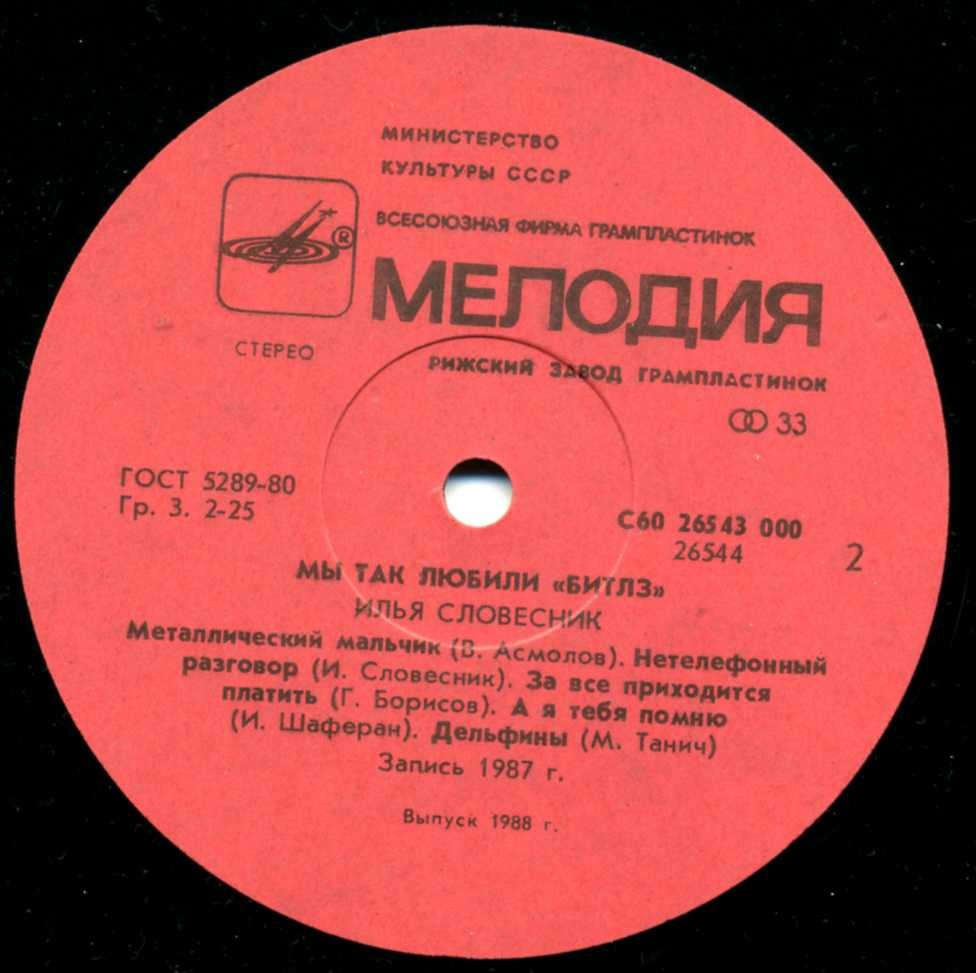 МИНИСТЕРСТВО
КУЛЬТУРЫ СССР
ВСЕСОЮЗНАЯ ФИРМА ГРАМПЛАСТИНОК
®
МЕЛОДИЯ
СТЕРЕО
РИЖСКИЙ ЗАВОД ГРАМПЛАСТИНОК
33
ГОСТ 5289-80
Гр. 3. 2-25
С60 26543 000
26544
2
МЫ ТАК ЛЮБИЛИ «БИТЛЗ»
ИЛЬЯ СЛОВЕСНИК
Металлический мальчик (В. Асмолов). Нетелефонный
разговор (И. Словесник). За все приходится
платить (Г. Борисов). А я тебя помню
(И. Шаферан). Дельфины (М. Танич)
Запись 1987 г.
Выпуск 1988 г.